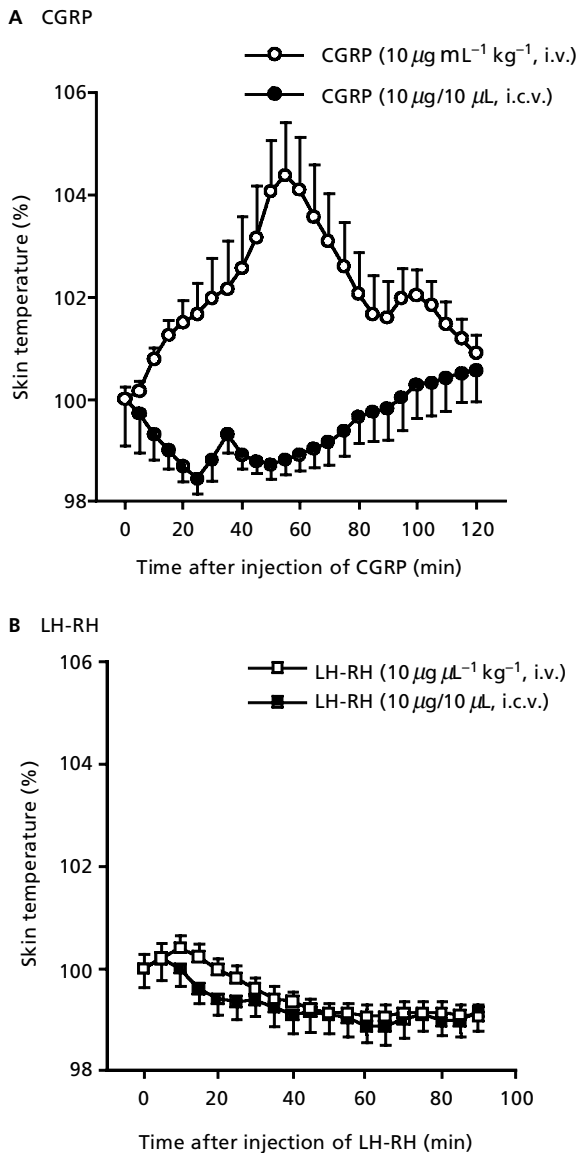 A CGRP
CGRP (10 μg mL⁻¹ kg⁻¹, i.v.)
CGRP (10 μg/10 μL, i.c.v.)
106
104
102
100
98
Skin temperature (%)
0 20 40 60 80 100 120
Time after injection of CGRP (min)
B LH-RH
LH-RH (10 μg μL⁻¹ kg⁻¹, i.v.)
LH-RH (10 μg/10 μL, i.c.v.)
106
104
102
100
98
Skin temperature (%)
0 20 40 60 80 100
Time after injection of LH-RH (min)